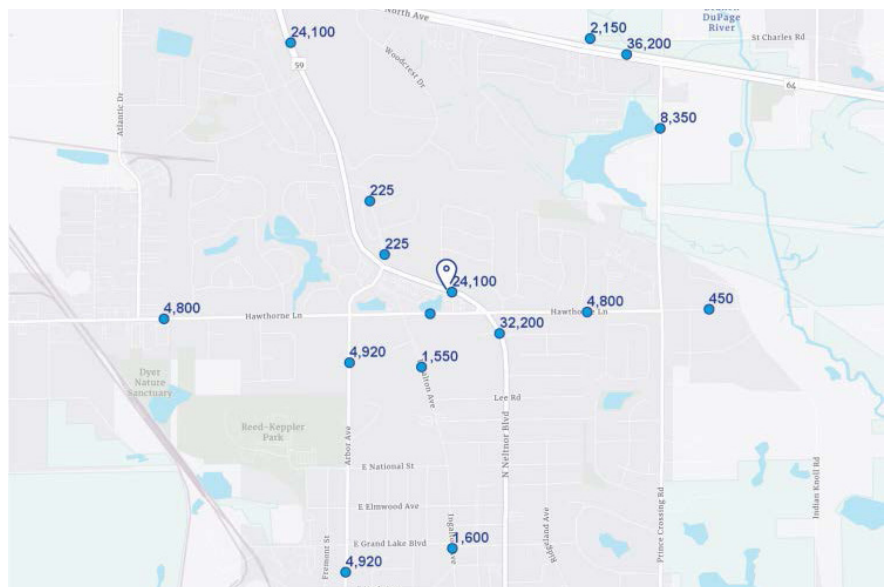 North Ave
Branch
DuPage
River
24,100
2,150
36,200
St Charles Rd
59
Woodcrest Dr
64
Atlantic Dr
8,350
225
225
24,100
4,800
Hawthorne Ln
4,800
Hawthorne Ln
450
32,200
4,920
1,550
Dyer
Nature
Sanctuary
Lee Rd
Reed-Keppler
Park
Arbor Ave
N Neltnor Blvd
E National St
Indian Knoll Rd
Prince Crossing Rd
E Elmwood Ave
E Grand Lake Blvd
1,600
Fremont St
4,920